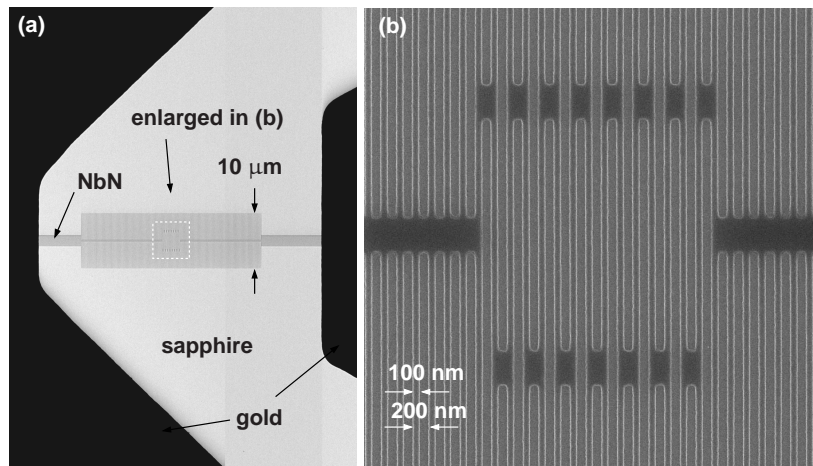 (a)
enlarged in (b)
10 μm
NbN
sapphire
gold
(b)
100 nm
200 nm